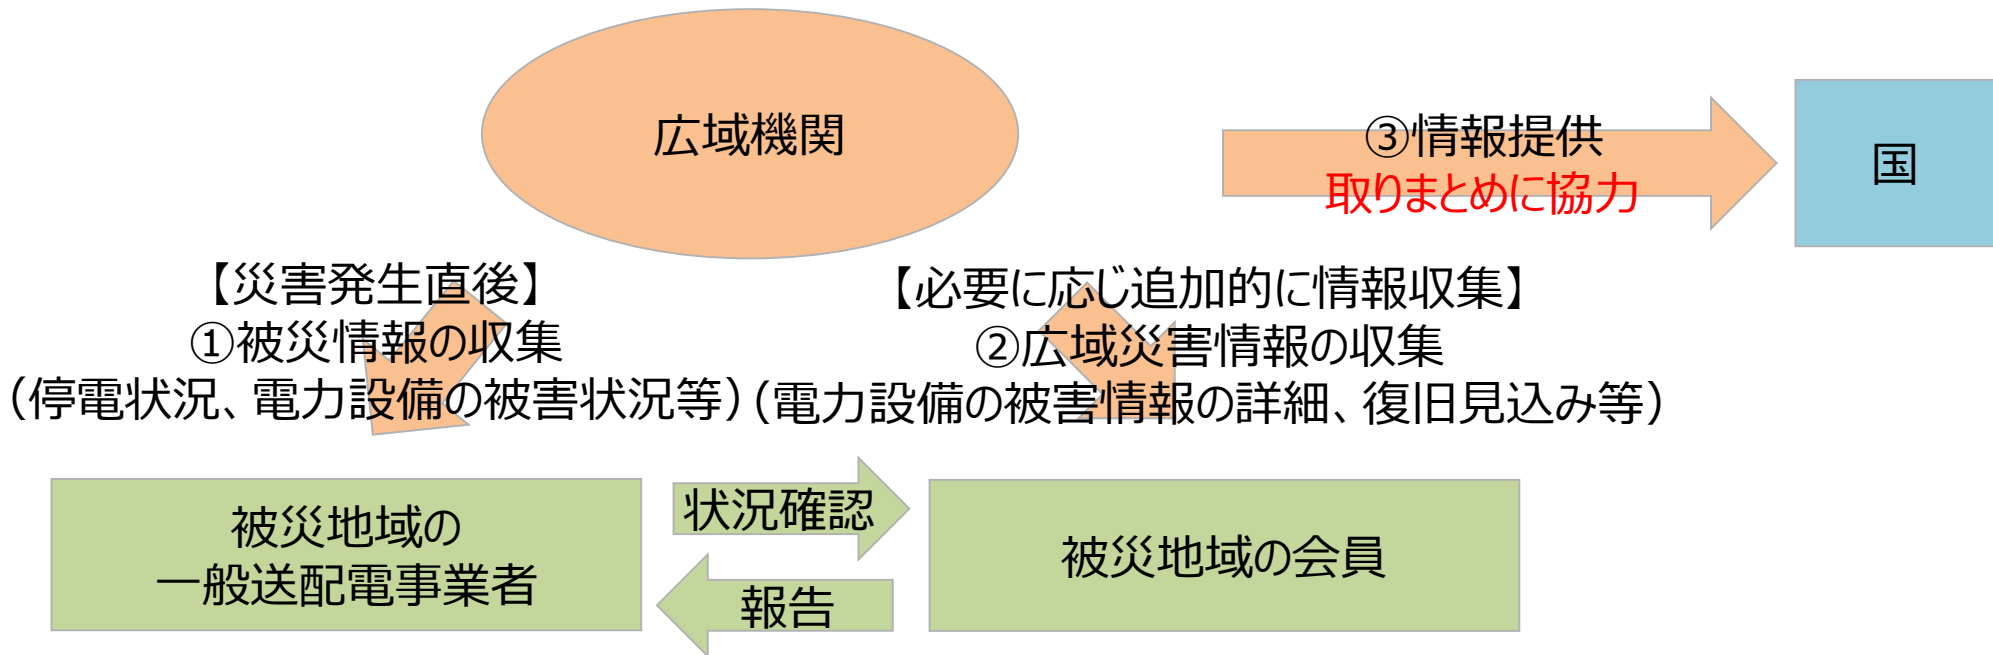 広域機関
③情報提供
取りまとめに協力
国
【災害発生直後】
①被災情報の収集
（停電状況、電力設備の被害状況等）
【必要に応じ追加的に情報収集】
②広域災害情報の収集
（電力設備の被害情報の詳細、復旧見込み等）
被災地域の
一般送配電事業者
状況確認
報告
被災地域の会員